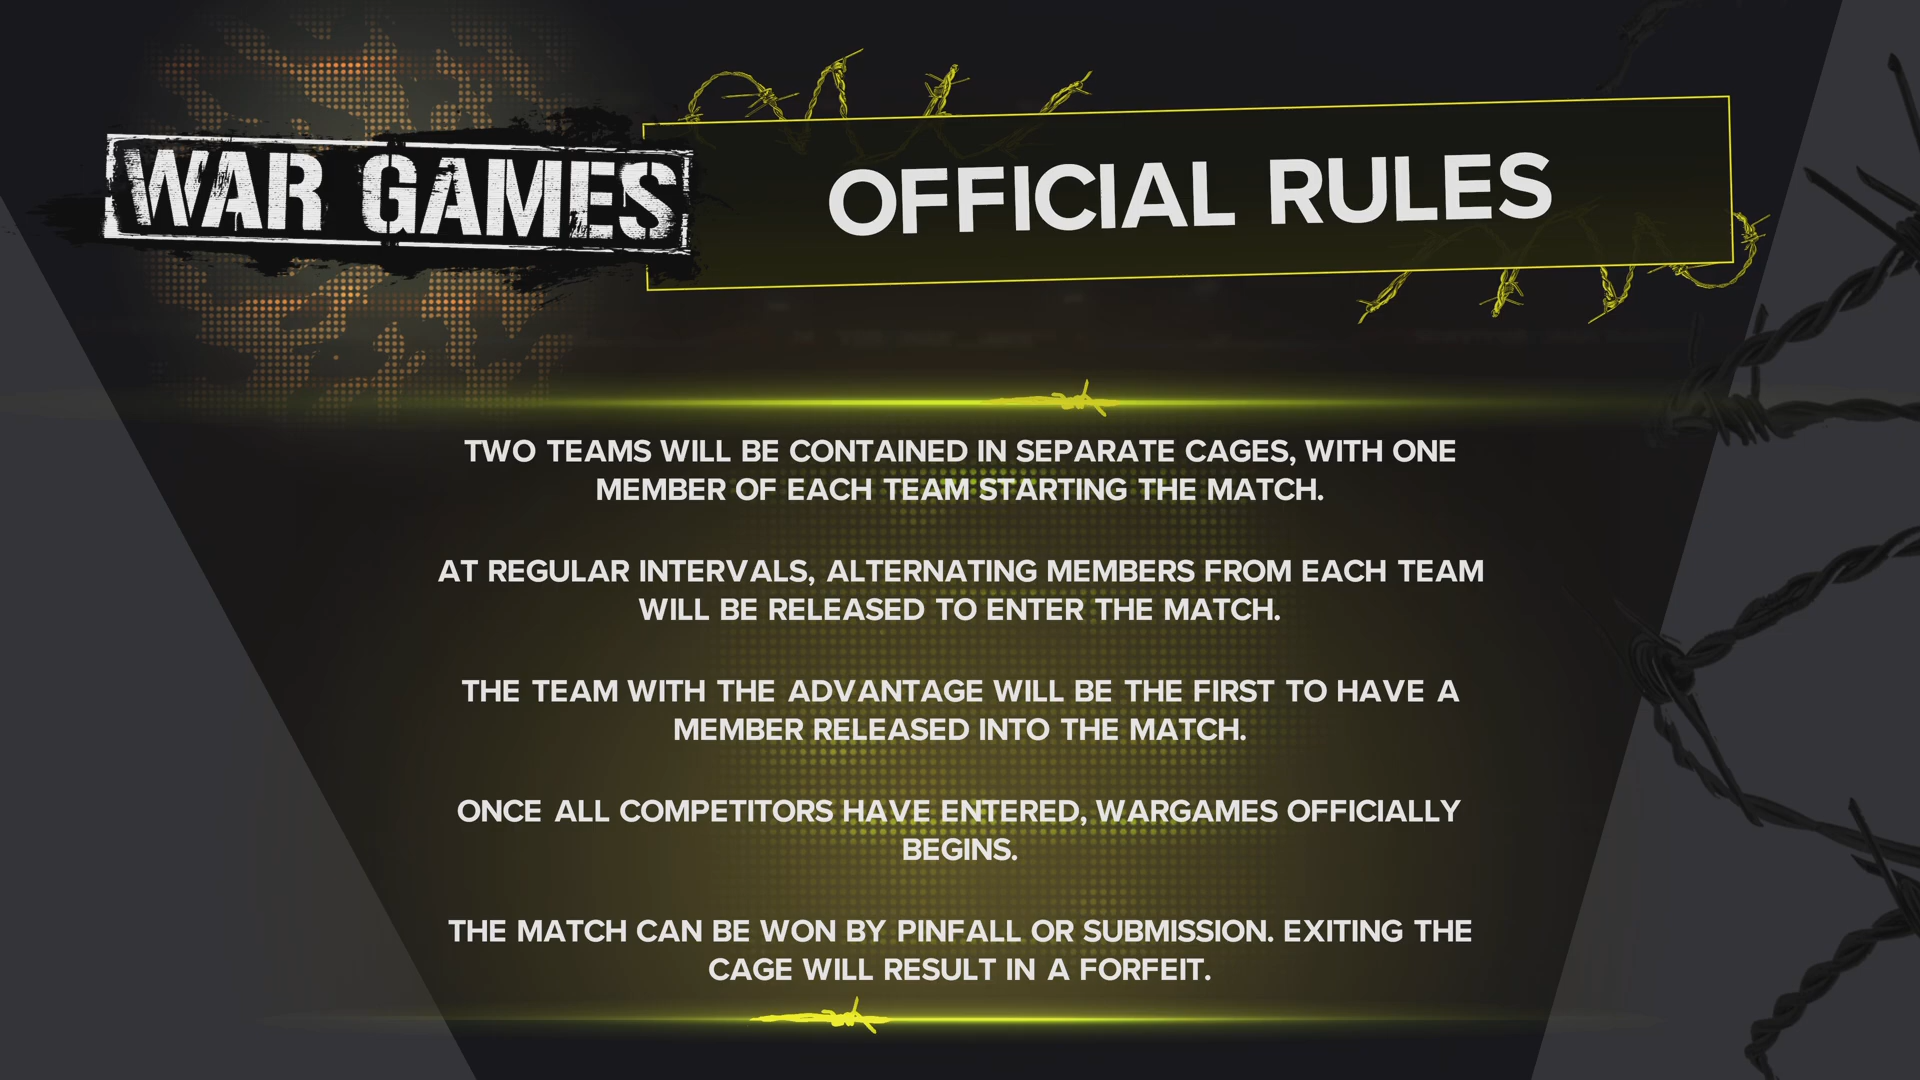 WAR GAMES
OFFICIAL RULES
TWO TEAMS WILL BE CONTAINED IN SEPARATE CAGES, WITH ONE
MEMBER OF EACH TEAM STARTING THE MATCH.
AT REGULAR INTERVALS, ALTERNATING MEMBERS FROM EACH TEAM
WILL BE RELEASED TO ENTER THE MATCH.
THE TEAM WITH THE ADVANTAGE WILL BE THE FIRST TO HAVE A
MEMBER RELEASED INTO THE MATCH.
ONCE ALL COMPETITORS HAVE ENTERED, WARGAMES OFFICIALLY
BEGINS.
THE MATCH CAN BE WON BY PINFALL OR SUBMISSION. EXITING THE
CAGE WILL RESULT IN A FORFEIT.